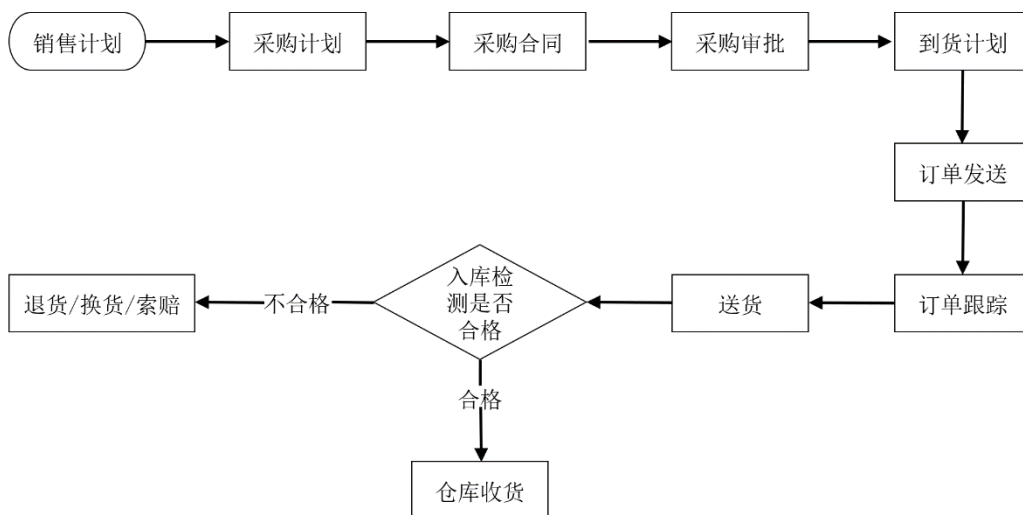 销售计划
采购计划
采购合同
采购审批
到货计划
订单发送
退货/换货/索赔
不合格
入库检
测是否
合格
送货
订单跟踪
合格
仓库收货